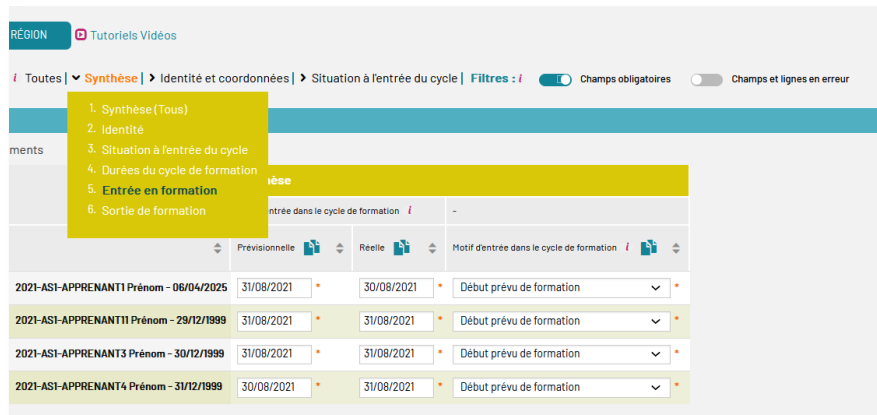 RÉGION Tutoriels Vidéos
i Toutes | Synthèse | Identité et coordonnées | Situation à l'entrée du cycle | Filtres : i Champs obligatoires Champs et lignes en erreur
1. Synthèse (Tous)
2. Identité
3. Situation à l'entrée du cycle
4. Durées du cycle de formation
5. Entrée en formation
6. Sortie de formation
ments
hèse
entrée dans le cycle de formation i -
Prévisionnelle Réelle Motif d'entrée dans le cycle de formation i
2021-AS1-APPRENANT1 Prénom - 06/04/2025 31/08/2021 * 30/08/2021 * Début prévu de formation *
2021-AS1-APPRENANT11 Prénom - 29/12/1999 31/08/2021 * 31/08/2021 * Début prévu de formation *
2021-AS1-APPRENANT3 Prénom - 30/12/1999 31/08/2021 * 31/08/2021 * Début prévu de formation *
2021-AS1-APPRENANT4 Prénom - 31/12/1999 30/08/2021 * 31/08/2021 * Début prévu de formation *